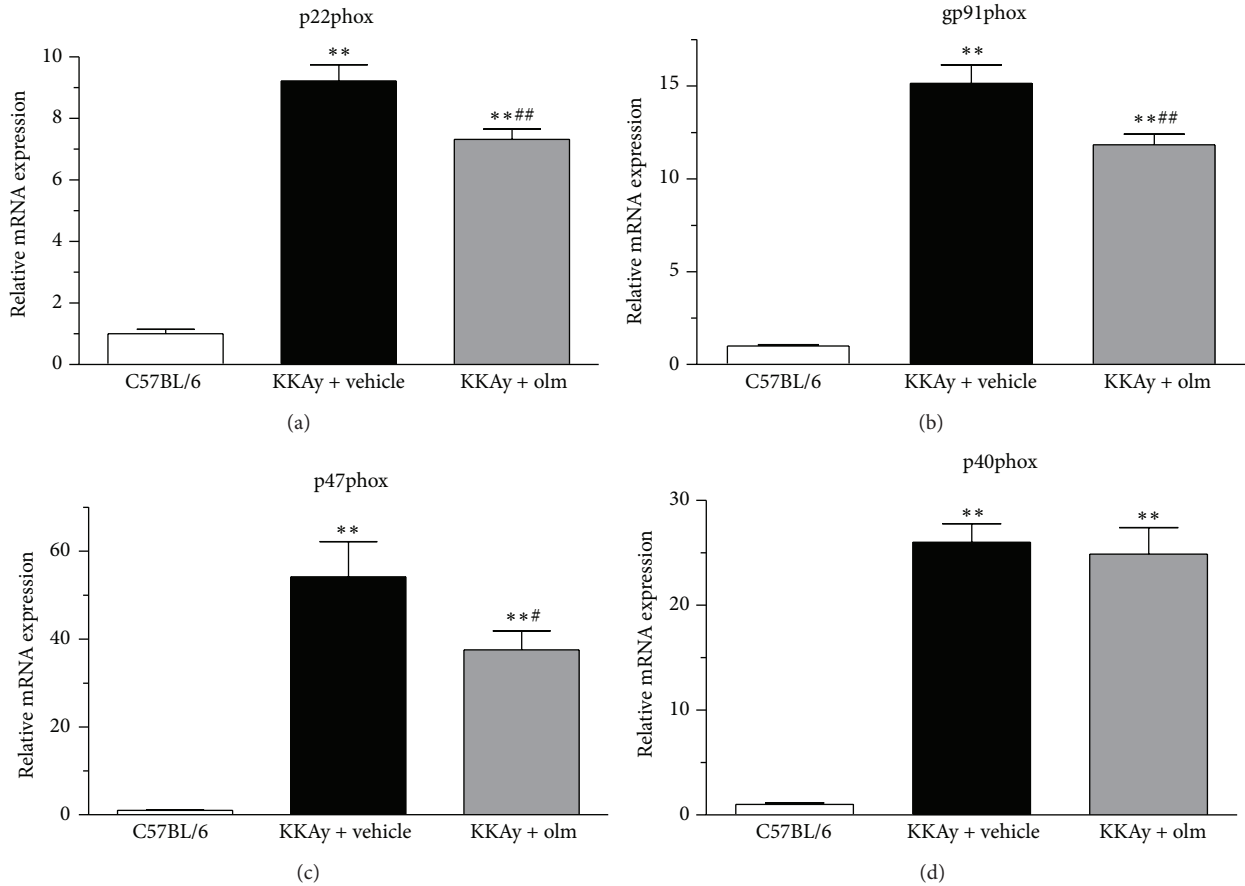 p22phox
Relative mRNA expression
10
8
6
4
2
0
**
**##
C57BL/6 KKAy + vehicle KKAy + olm
(a)
gp91phox
Relative mRNA expression
15
10
5
0
**
**##
C57BL/6 KKAy + vehicle KKAy + olm
(b)
p47phox
Relative mRNA expression
60
40
20
0
**
**#
C57BL/6 KKAy + vehicle KKAy + olm
(c)
p40phox
Relative mRNA expression
30
20
10
0
**
**
C57BL/6 KKAy + vehicle KKAy + olm
(d)